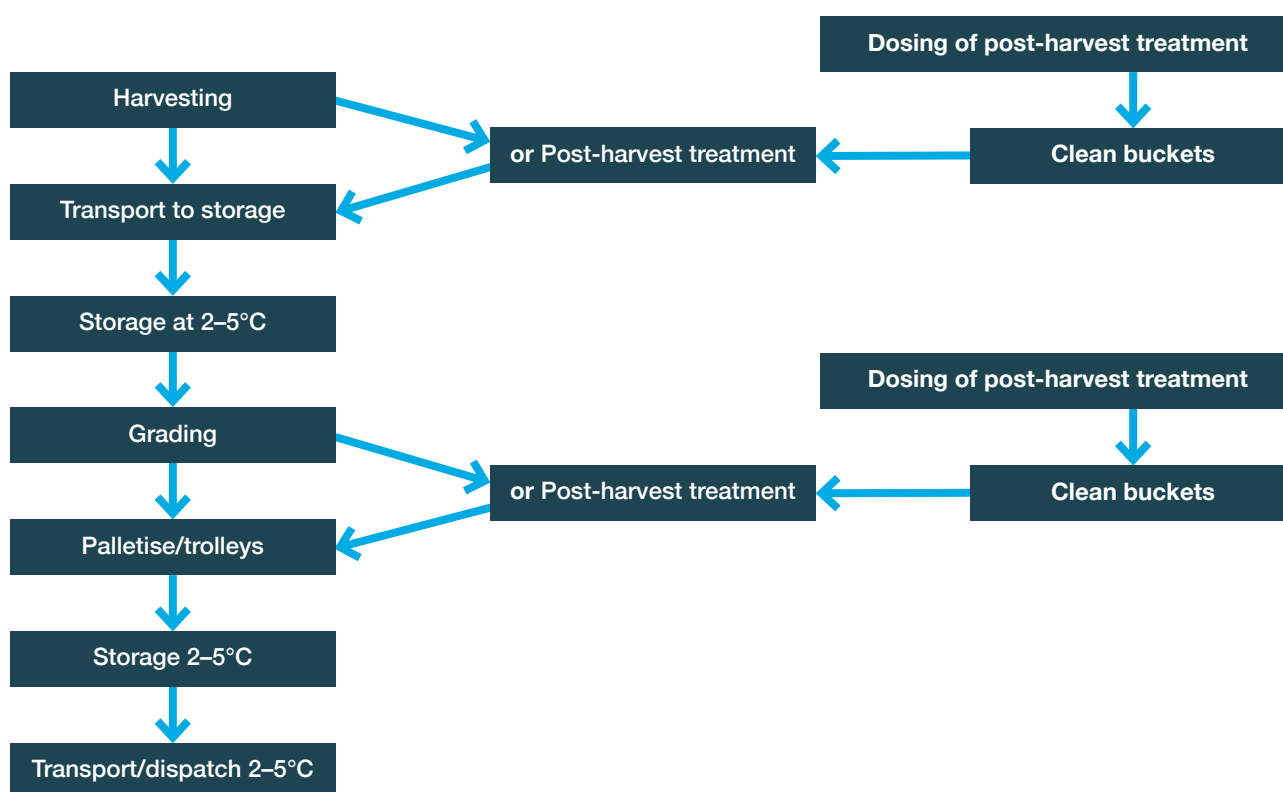 Dosing of post-harvest treatment
Harvesting
or Post-harvest treatment
Clean buckets
Transport to storage
Storage at 2–5°C
Dosing of post-harvest treatment
Grading
or Post-harvest treatment
Clean buckets
Palletise/trolleys
Storage 2–5°C
Transport/dispatch 2–5°C